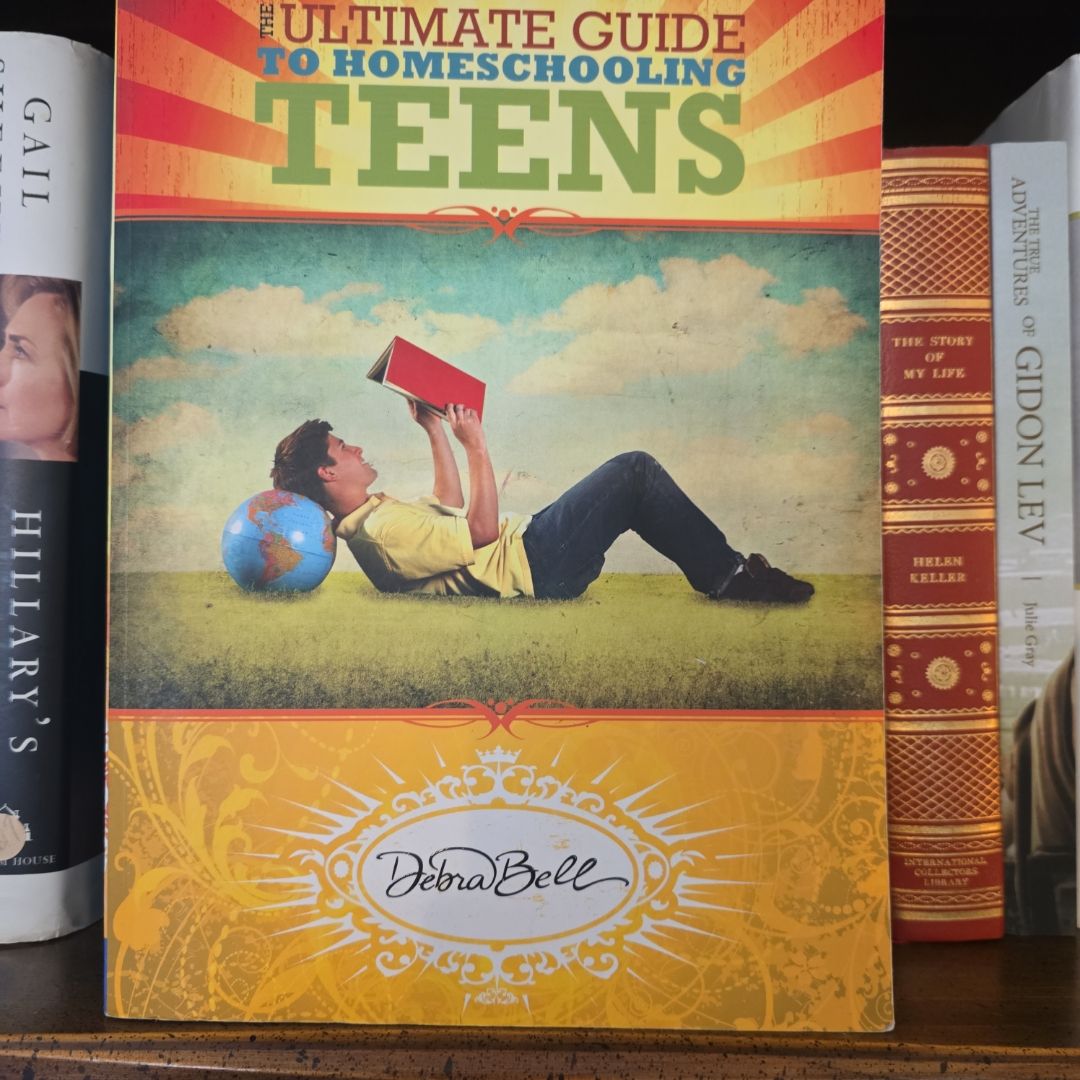 GAIL
HILLARY'S
HOUSE
THE ULTIMATE GUIDE
TO HOMESCHOOLING
TEENS
Debra Bell
THE STORY
OF
MY LIFE
HELEN
KELLER
INTERNATIONAL
COLLECTORS
LIBRARY
THE TRUE
ADVENTURES OF GIDON LEV | Julie Gray